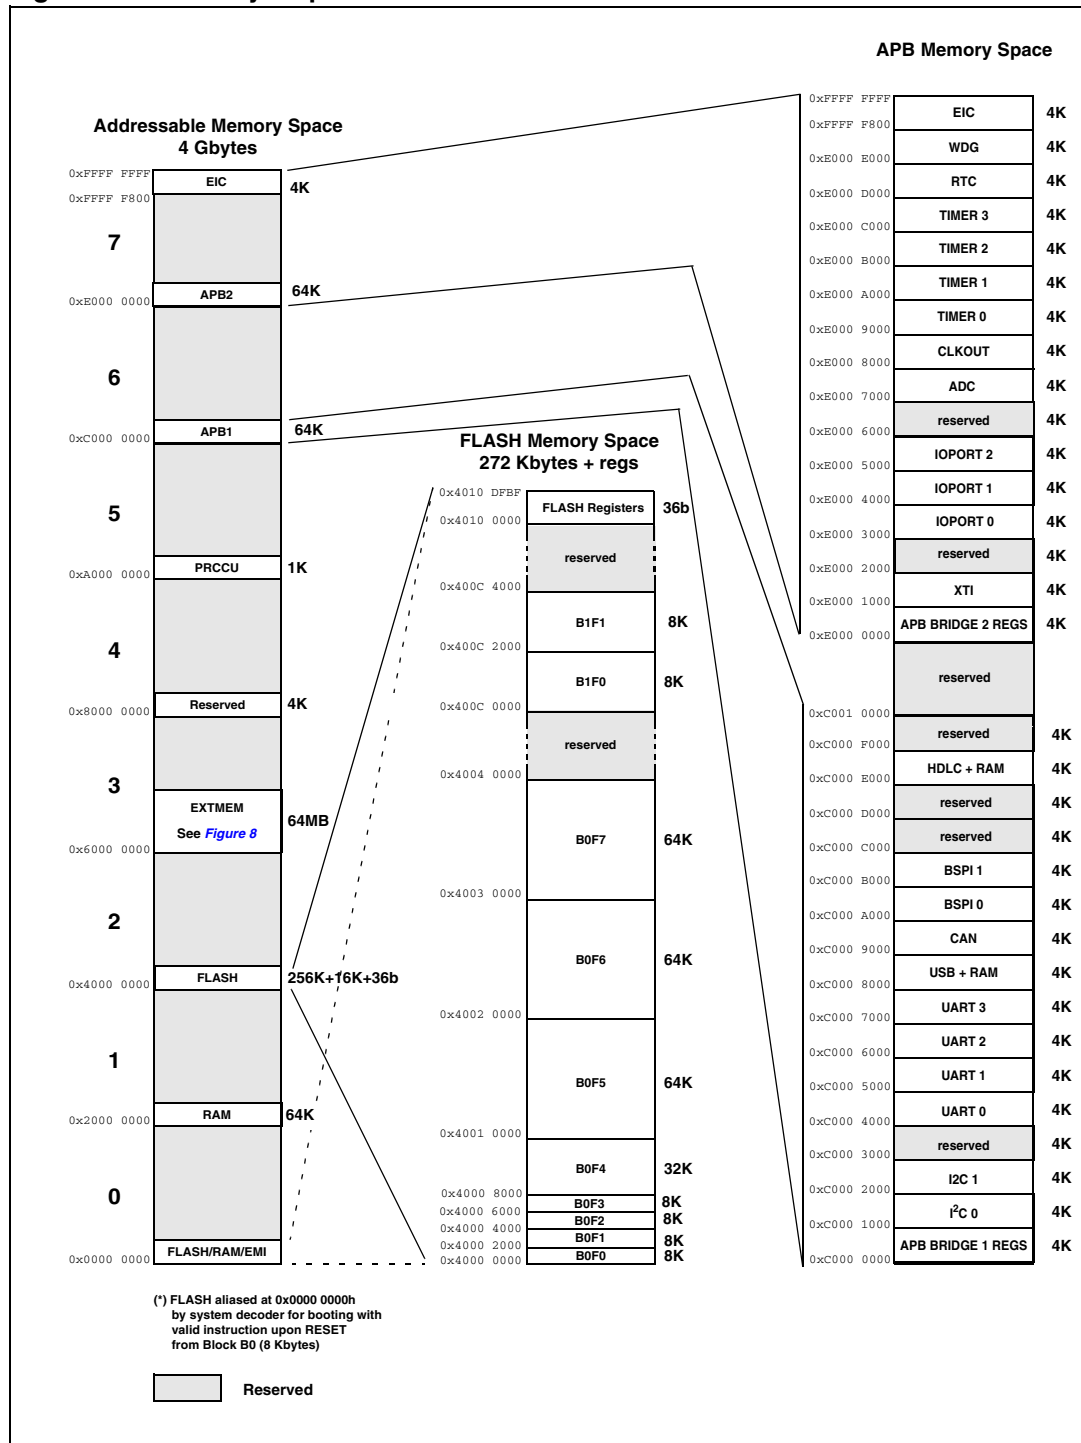 APB Memory Space
0xFFFF FFFF
EIC
4K
0xFFFF F800
WDG
4K
0xE000 E000
RTC
4K
0xE000 D000
TIMER 3
4K
0xE000 C000
TIMER 2
4K
0xE000 B000
TIMER 1
4K
0xE000 A000
TIMER 0
4K
0xE000 9000
CLKOUT
4K
0xE000 8000
ADC
4K
0xE000 7000
reserved
4K
0xE000 6000
IOPORT 2
4K
0xE000 5000
IOPORT 1
4K
0xE000 4000
IOPORT 0
4K
0xE000 3000
reserved
4K
0xE000 2000
XTI
4K
0xE000 1000
APB BRIDGE 2 REGS
4K
0xE000 0000
reserved
0xC001 0000
reserved
4K
0xC000 F000
HDLC + RAM
4K
0xC000 E000
reserved
4K
0xC000 D000
reserved
4K
0xC000 C000
BSPI 1
4K
0xC000 B000
BSPI 0
4K
0xC000 A000
CAN
4K
0xC000 9000
USB + RAM
4K
0xC000 8000
UART 3
4K
0xC000 7000
UART 2
4K
0xC000 6000
UART 1
4K
0xC000 5000
UART 0
4K
0xC000 4000
reserved
4K
0xC000 3000
I2C 1
4K
0xC000 2000
I²C 0
4K
0xC000 1000
APB BRIDGE 1 REGS
4K
0xC000 0000
Addressable Memory Space
4 Gbytes
0xFFFF FFFF
EIC
4K
0xFFFF F800
7
APB2
64K
0xE000 0000
6
APB1
64K
0xC000 0000
5
PRCCU
1K
0xA000 0000
4
Reserved
4K
0x8000 0000
3
EXTMEM
See Figure 8
64MB
0x6000 0000
2
FLASH
256K+16K+36b
0x4000 0000
1
RAM
64K
0x2000 0000
0
FLASH/RAM/EMI
0x0000 0000
FLASH Memory Space
272 Kbytes + regs
0x4010 DFBF
FLASH Registers
36b
0x4010 0000
reserved
0x400C 4000
B1F1
8K
0x400C 2000
B1F0
8K
0x400C 0000
reserved
0x4004 0000
B0F7
64K
0x4003 0000
B0F6
64K
0x4002 0000
B0F5
64K
0x4001 0000
B0F4
32K
0x4000 8000
B0F3
8K
0x4000 6000
B0F2
8K
0x4000 4000
B0F1
8K
0x4000 2000
B0F0
8K
0x4000 0000
(*) FLASH aliased at 0x0000 0000h
by system decoder for booting with
valid instruction upon RESET
from Block B0 (8 Kbytes)
Reserved